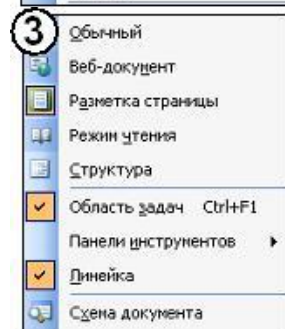 3
Обычный
Веб-документ
Разметка страницы
Режим чтения
Структура
Область задач Ctrl+F1
Панели инструментов
Линейка
Схема документа